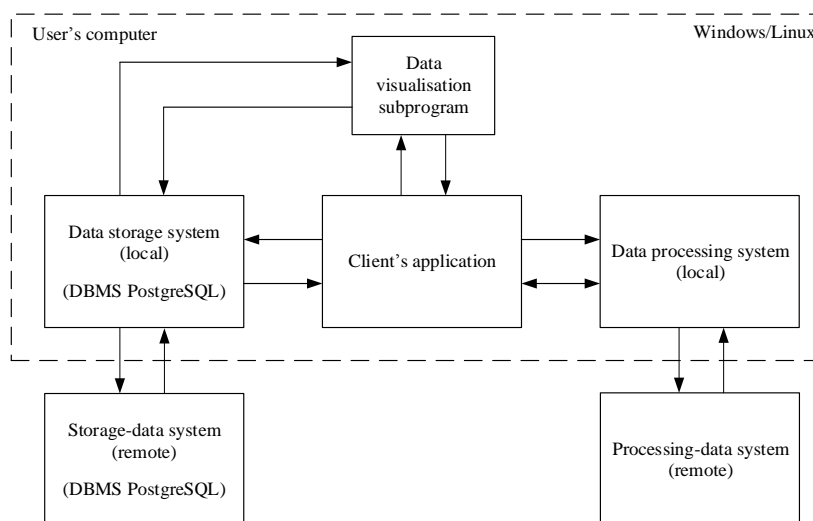 User's computer
Windows/Linux
Data
visualisation
subprogram
Data storage system
(local)
(DBMS PostgreSQL)
Client's application
Data processing system
(local)
Storage-data system
(remote)
(DBMS PostgreSQL)
Processing-data system
(remote)